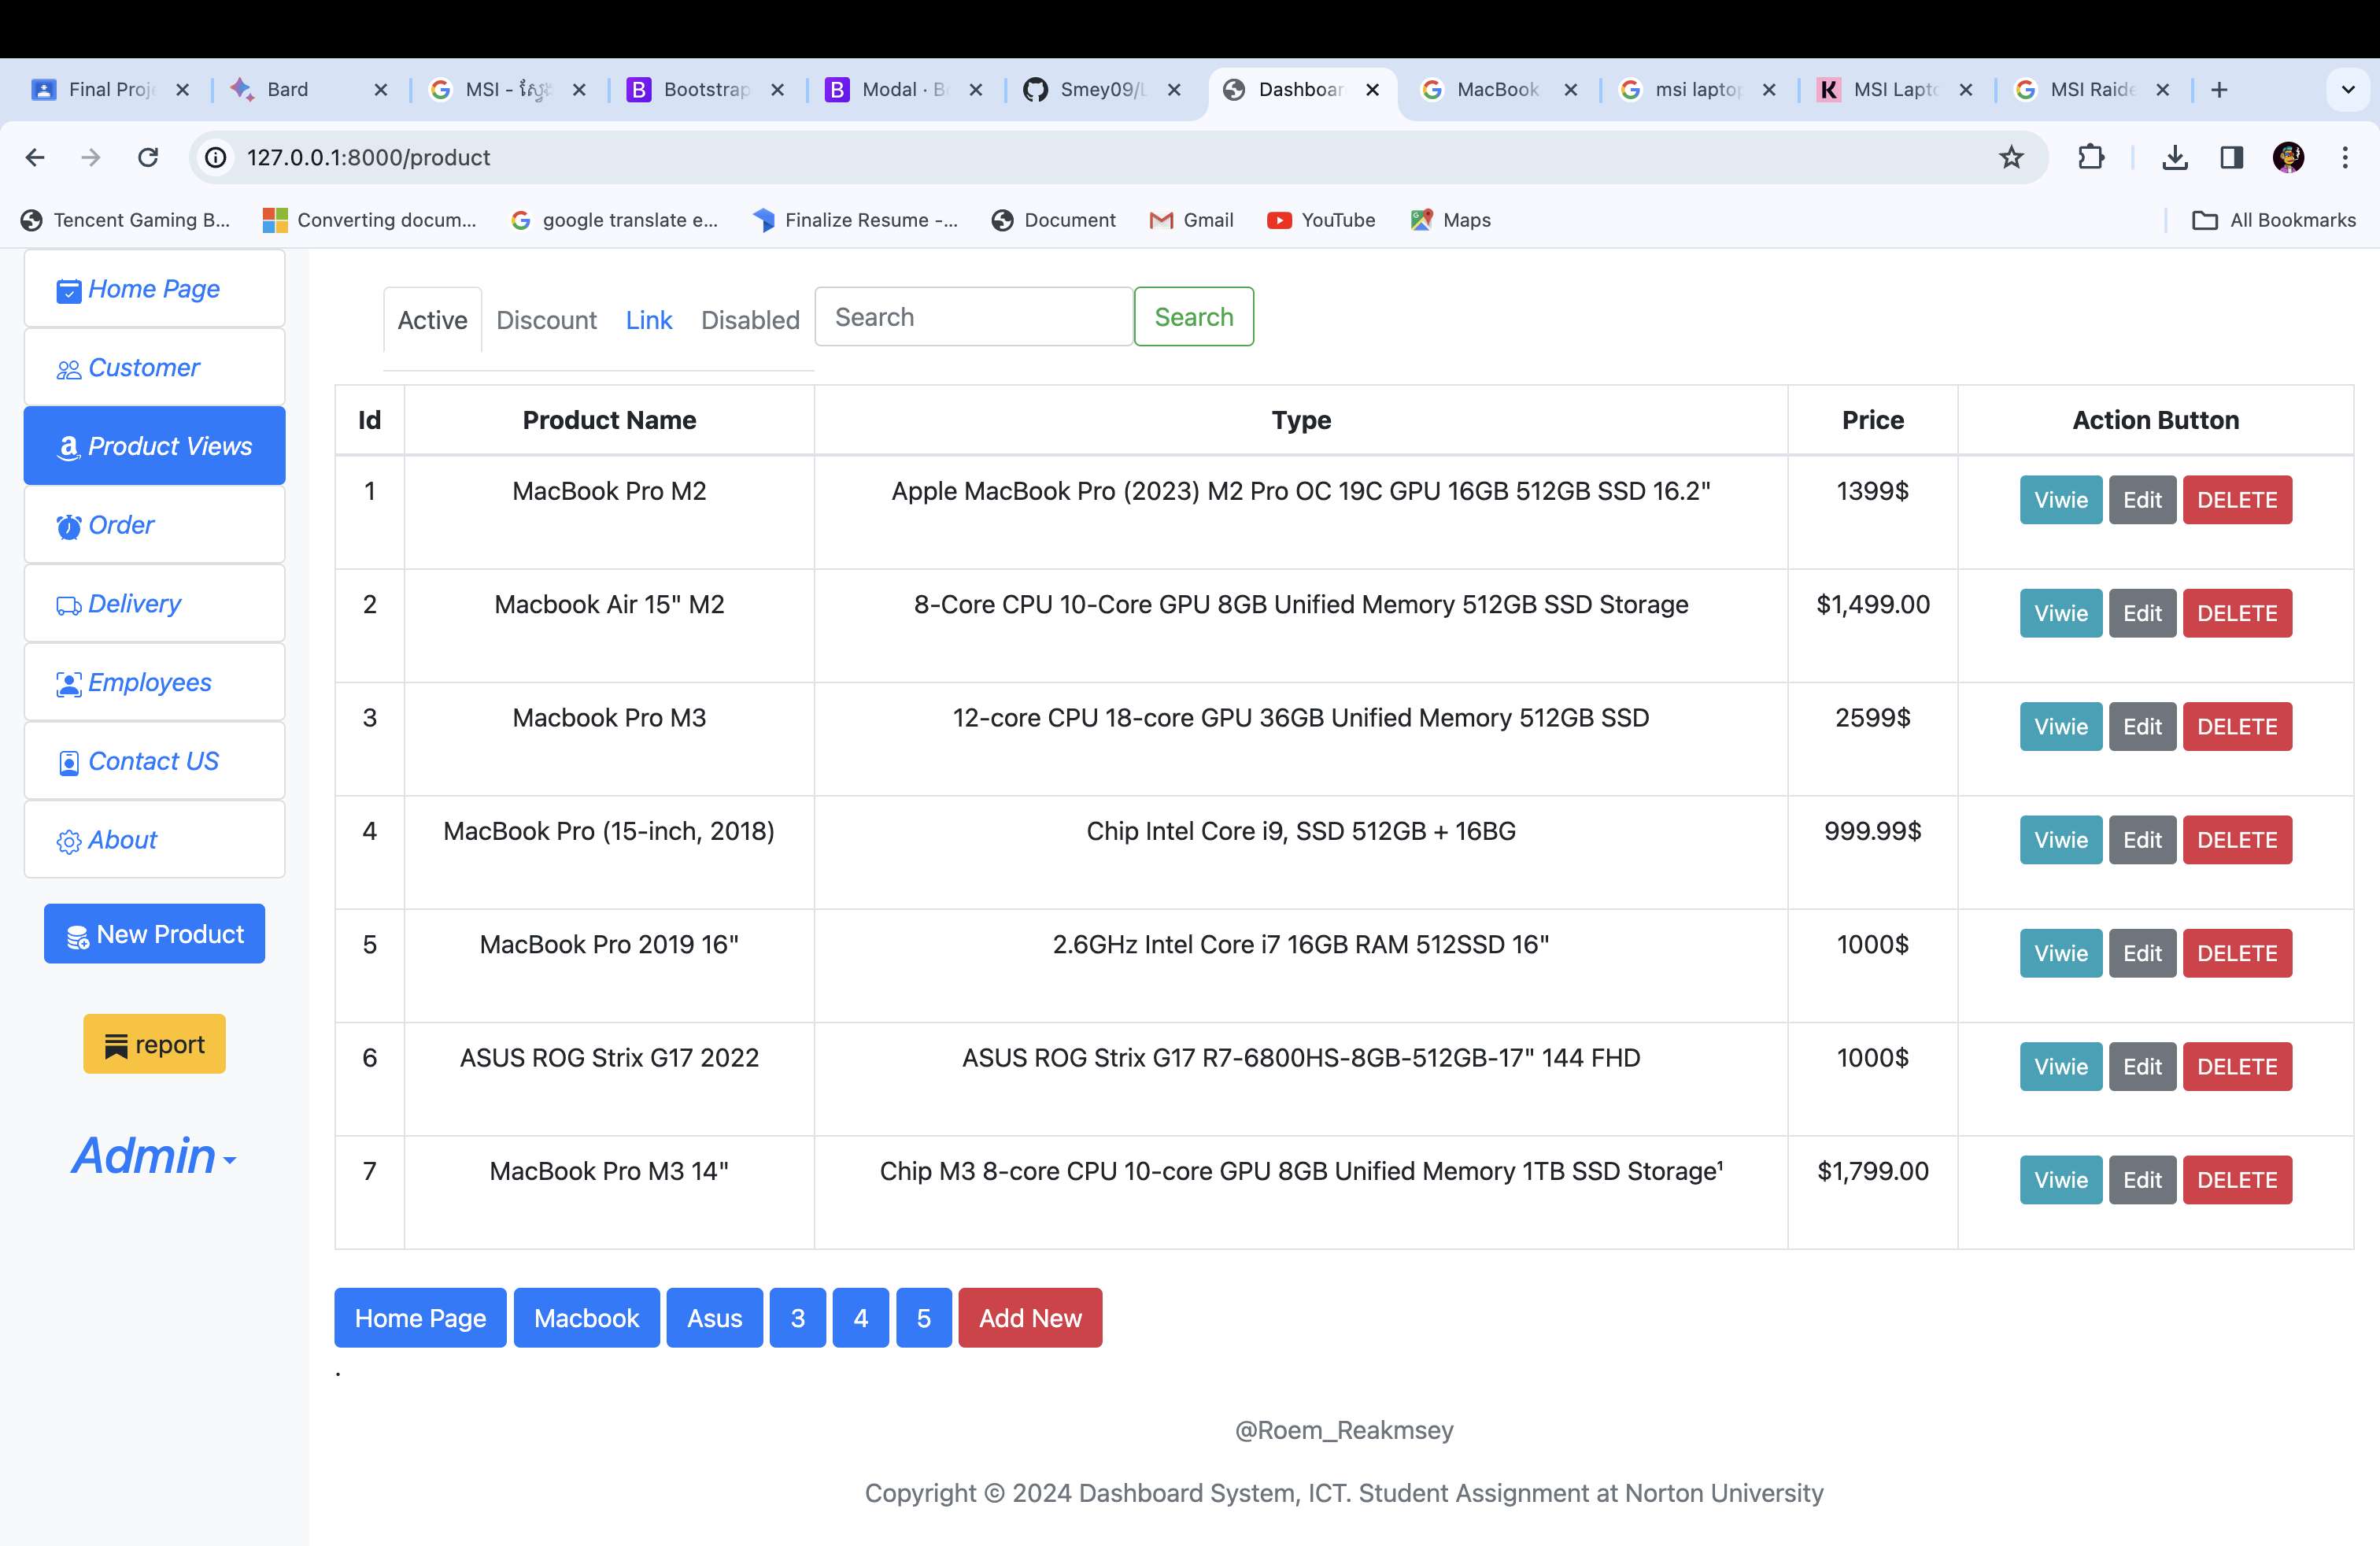 Final Proje
Bard
MSI - ស្វែង
Bootstrap
Modal · Bo
Smey09/L
Dashboar
MacBook
msi laptop
MSI Lapto
MSI Raide
127.0.0.1:8000/product
Tencent Gaming B...
Converting docum...
google translate e...
Finalize Resume -...
Document
Gmail
YouTube
Maps
All Bookmarks
Home Page
Customer
Product Views
Order
Delivery
Employees
Contact US
About
New Product
report
Admin
Active Discount Link Disabled Search Search
Id Product Name Type Price Action Button
1 MacBook Pro M2 Apple MacBook Pro (2023) M2 Pro OC 19C GPU 16GB 512GB SSD 16.2" 1399$ Viwie Edit DELETE
2 Macbook Air 15" M2 8-Core CPU 10-Core GPU 8GB Unified Memory 512GB SSD Storage $1,499.00 Viwie Edit DELETE
3 Macbook Pro M3 12-core CPU 18-core GPU 36GB Unified Memory 512GB SSD 2599$ Viwie Edit DELETE
4 MacBook Pro (15-inch, 2018) Chip Intel Core i9, SSD 512GB + 16BG 999.99$ Viwie Edit DELETE
5 MacBook Pro 2019 16" 2.6GHz Intel Core i7 16GB RAM 512SSD 16" 1000$ Viwie Edit DELETE
6 ASUS ROG Strix G17 2022 ASUS ROG Strix G17 R7-6800HS-8GB-512GB-17" 144 FHD 1000$ Viwie Edit DELETE
7 MacBook Pro M3 14" Chip M3 8-core CPU 10-core GPU 8GB Unified Memory 1TB SSD Storage¹ $1,799.00 Viwie Edit DELETE
Home Page Macbook Asus 3 4 5 Add New
.
@Roem_Reakmsey
Copyright © 2024 Dashboard System, ICT. Student Assignment at Norton University